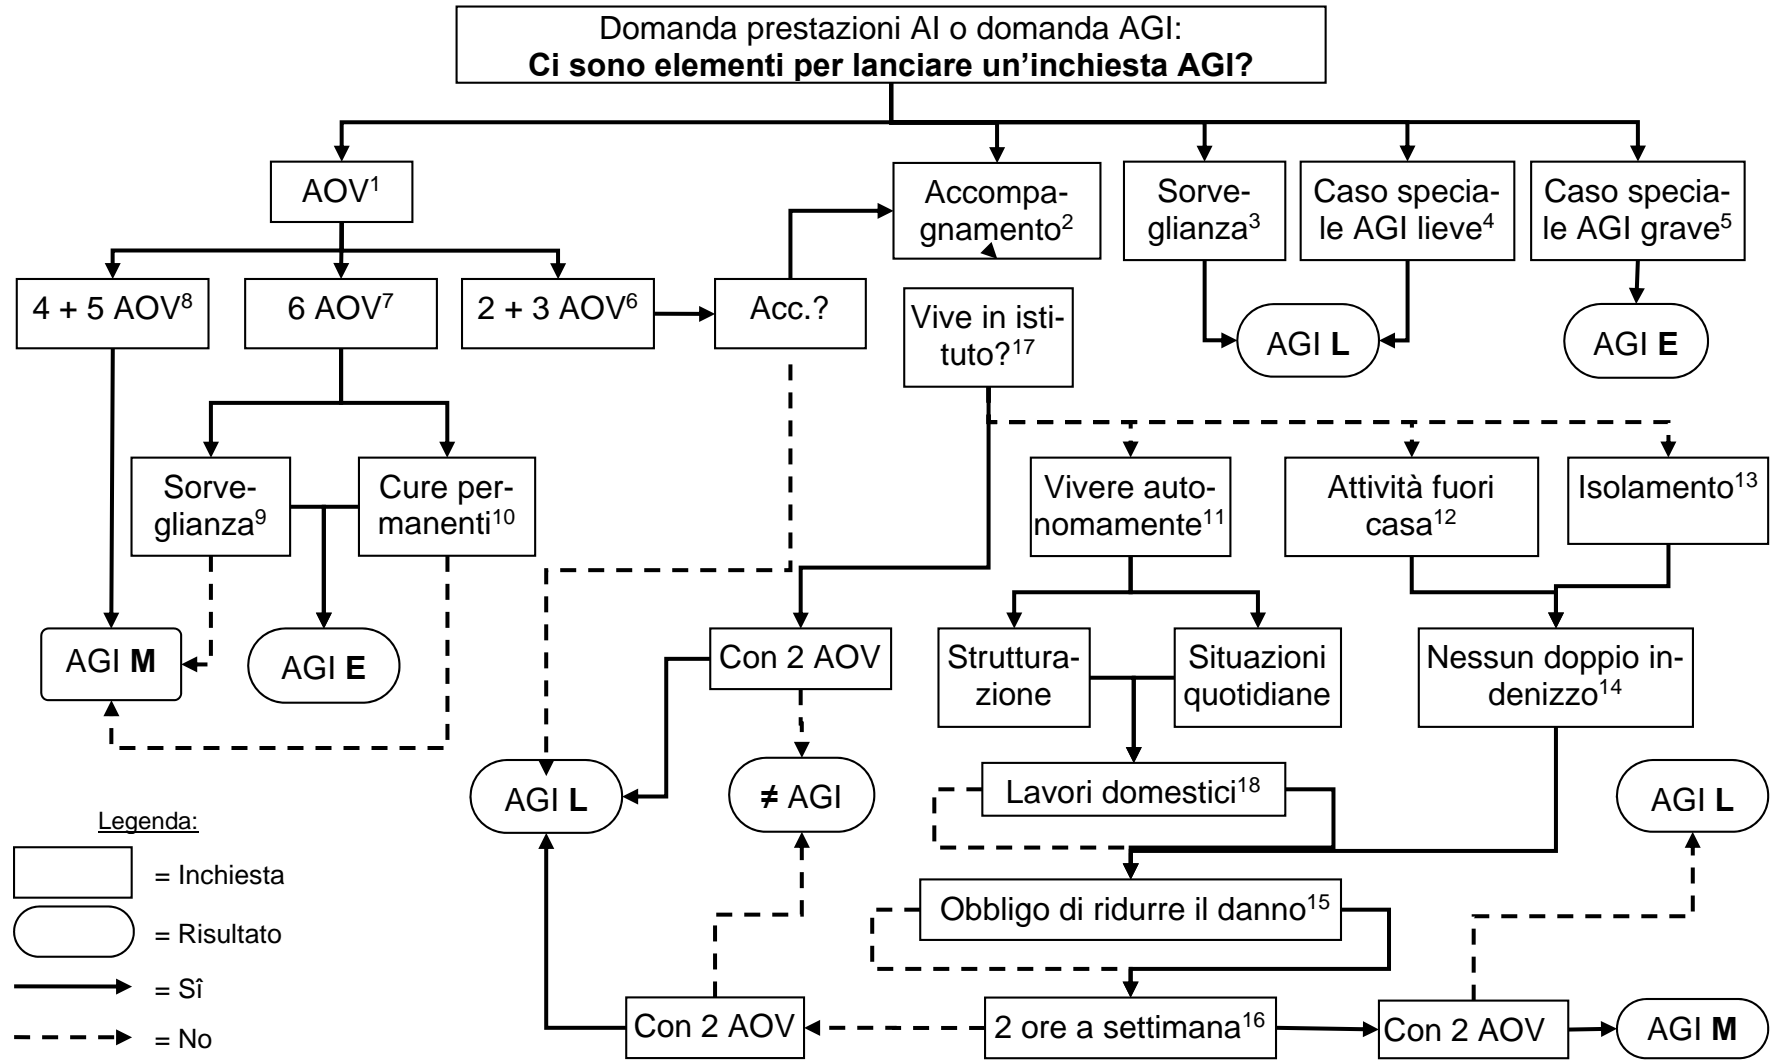 Domanda prestazioni AI o domanda AGI:
Ci sono elementi per lanciare un’inchiesta AGI?
AOV1
Accompa-
gnamento2
Sorve-
glianza3
Caso specia-
le AGI lieve4
Caso specia-
le AGI grave5
4 + 5 AOV8
6 AOV7
2 + 3 AOV6
Acc.?
Vive in isti-
tuto?17
AGI L
AGI E
Sorve-
glianza9
Cure per-
manenti10
Vivere auto-
nomamente11
Attività fuori
casa12
Isolamento13
AGI M
AGI E
Con 2 AOV
Struttura-
zione
Situazioni
quotidiane
Nessun doppio in-
denizzo14
AGI L
≠ AGI
Lavori domestici18
AGI L
Legenda:
= Inchiesta
= Risultato
= Sî
= No
Obbligo di ridurre il danno15
Con 2 AOV
2 ore a settimana16
Con 2 AOV
AGI M